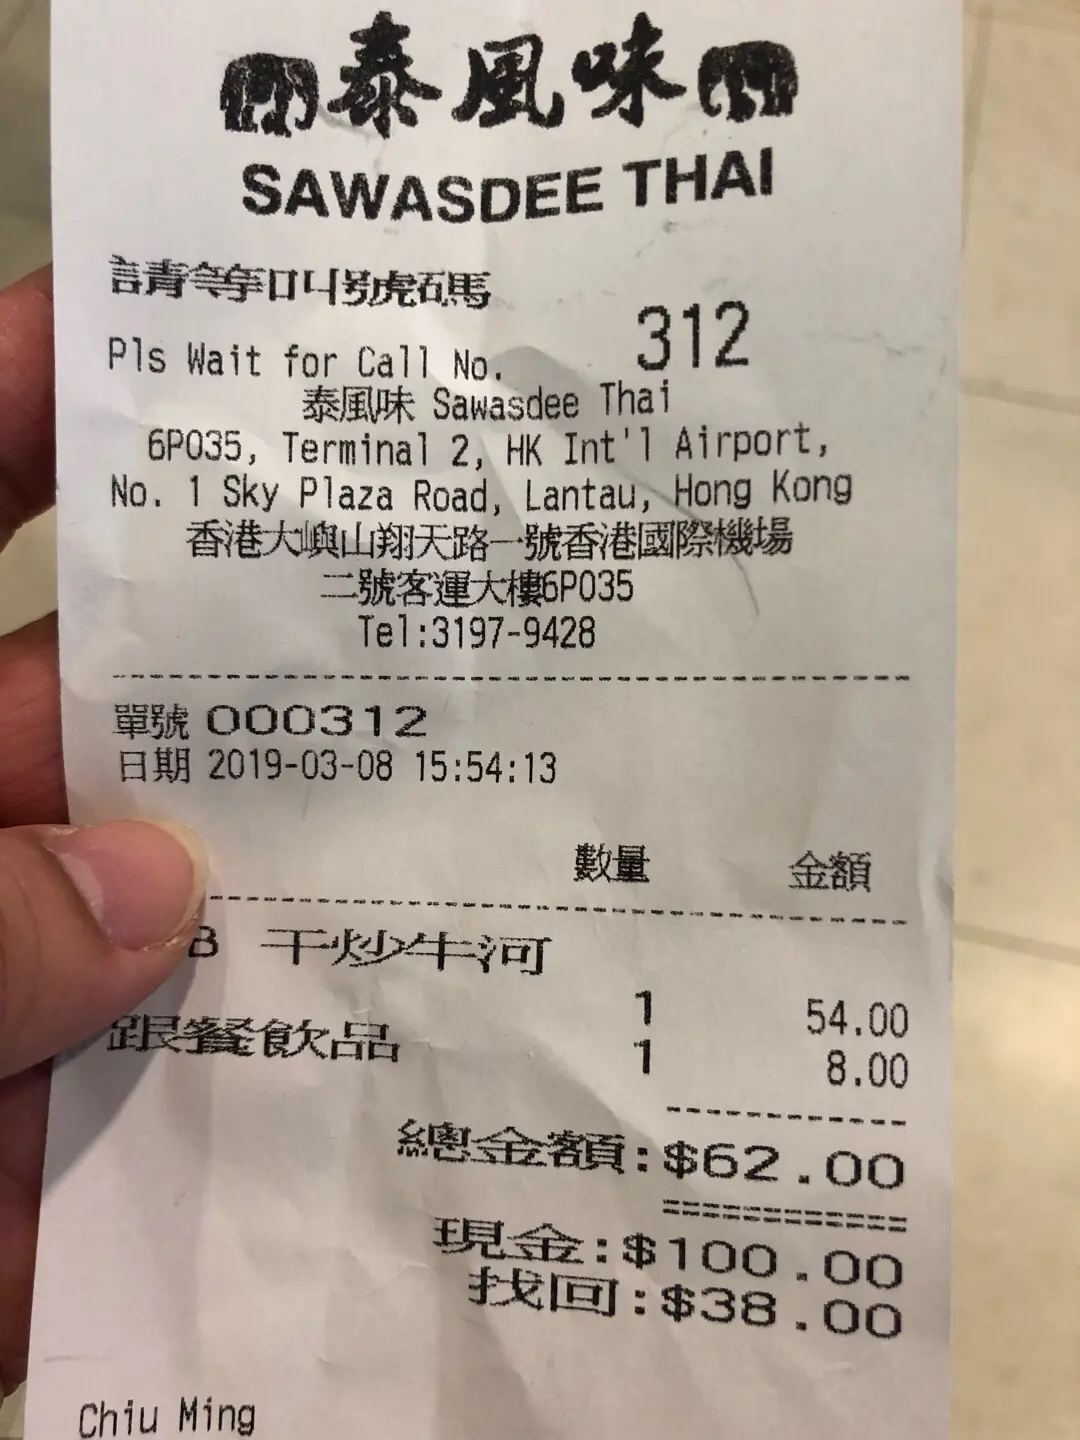 泰風味
SAWASDEE THAI
請等叫號碼
Pls Wait for Call No. 312
泰風味 Sawasdee Thai
6P035, Terminal 2, HK Int'l Airport,
No. 1 Sky Plaza Road, Lantau, Hong Kong
香港大嶼山翔天路一號香港國際機場
二號客運大樓6P035
Tel:3197-9428
單號 000312
日期 2019-03-08 15:54:13
數量 金額
B 干炒牛河
1 54.00
跟餐飲品 1 8.00
總金額:$62.00
現金:$100.00
找回:$38.00
Chiu Ming